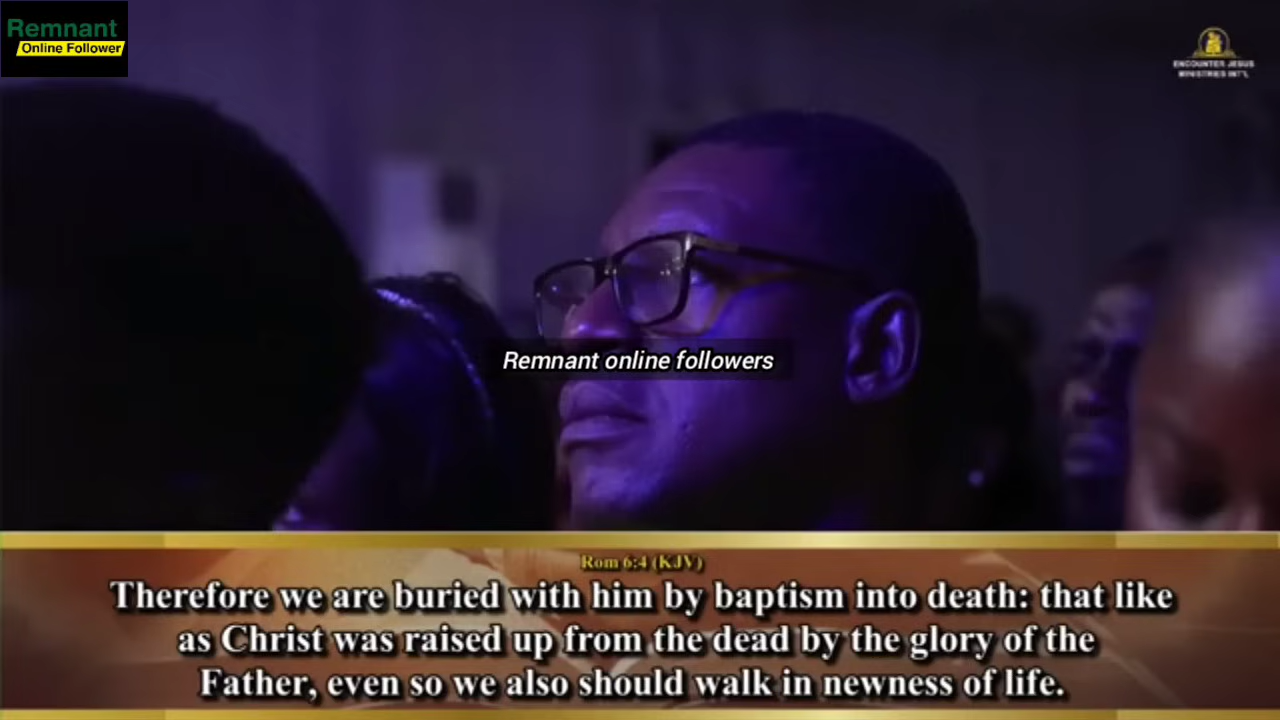 Remnant
Online Follower
ENCOUNTER JESUS
MINISTRIES INT'L
Remnant online followers
Rom 6:4 (KJV)
Therefore we are buried with him by baptism into death: that like
as Christ was raised up from the dead by the glory of the
Father, even so we also should walk in newness of life.